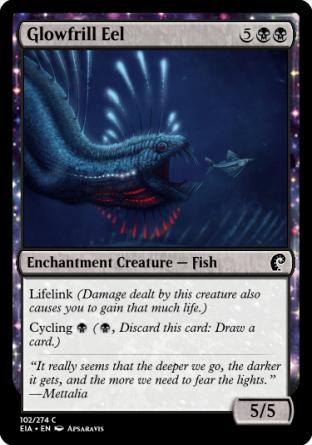 Glowfrill Eel 5
Enchantment Creature — Fish
Lifelink (Damage dealt by this creature also
causes you to gain that much life.)
Cycling (, Discard this card: Draw a
card.)
“It really seems that the deeper we go, the darker
it gets, and the more we need to fear the lights.”
—Mettalia
5/5
102/274 C
EIA • EN Apsaravis